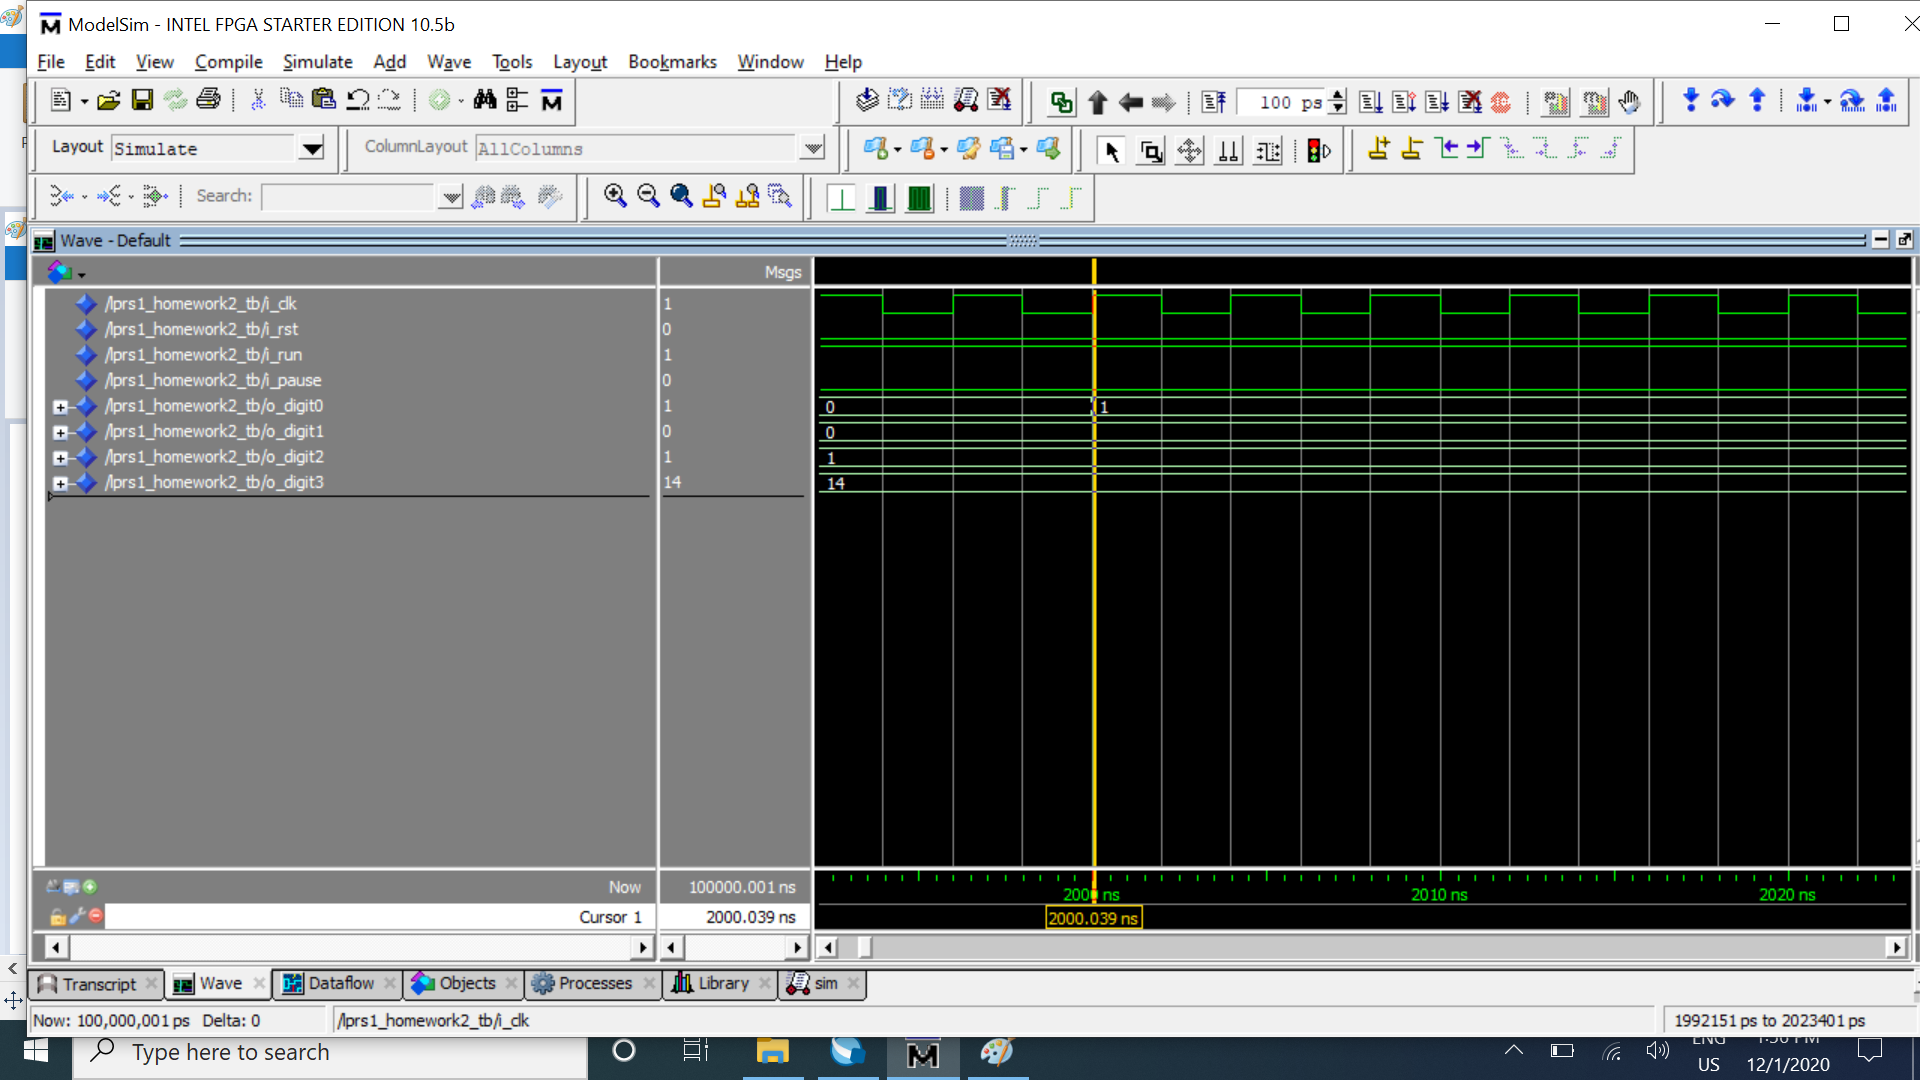 ModelSim - INTEL FPGA STARTER EDITION 10.5b
File Edit View Compile Simulate Add Wave Tools Layout Bookmarks Window Help
100 ps
Layout Simulate ColumnLayout AllColumns
Search:
Wave - Default
Msgs
/lprs1_homework2_tb/i_clk 1
/lprs1_homework2_tb/i_rst 0
/lprs1_homework2_tb/i_run 1
/lprs1_homework2_tb/i_pause 0
/lprs1_homework2_tb/o_digit0 1 0 1
/lprs1_homework2_tb/o_digit1 0 0
/lprs1_homework2_tb/o_digit2 1 1
/lprs1_homework2_tb/o_digit3 14 14
Now 100000.001 ns 2000 ns 2010 ns 2020 ns
Cursor 1 2000.039 ns 2000.039 ns
Transcript Wave Dataflow Objects Processes Library sim
Now: 100,000,001 ps Delta: 0 /lprs1_homework2_tb/i_clk 1992151 ps to 2023401 ps
Type here to search ENG 1:56 PM
US 12/1/2020